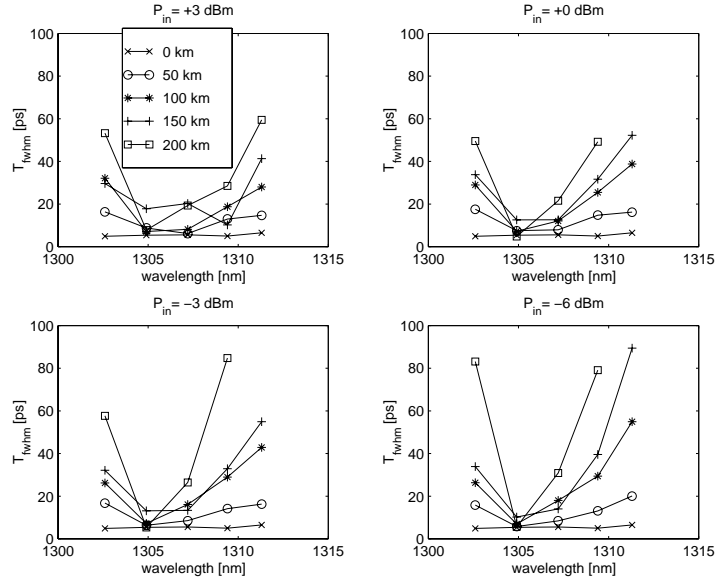 P_in = +3 dBm
100
80
60
40
20
0
T_fwhm [ps]
0 km
50 km
100 km
150 km
200 km
1300
1305
1310
1315
wavelength [nm]
P_in = +0 dBm
100
80
60
40
20
0
T_fwhm [ps]
1300
1305
1310
1315
wavelength [nm]
P_in = −3 dBm
100
80
60
40
20
0
T_fwhm [ps]
1300
1305
1310
1315
wavelength [nm]
P_in = −6 dBm
100
80
60
40
20
0
T_fwhm [ps]
1300
1305
1310
1315
wavelength [nm]